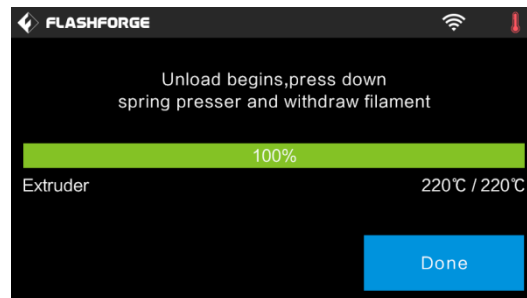 FLASHFORGE
Unload begins,press down
spring presser and withdraw filament
100%
Extruder 220℃ / 220℃
Done